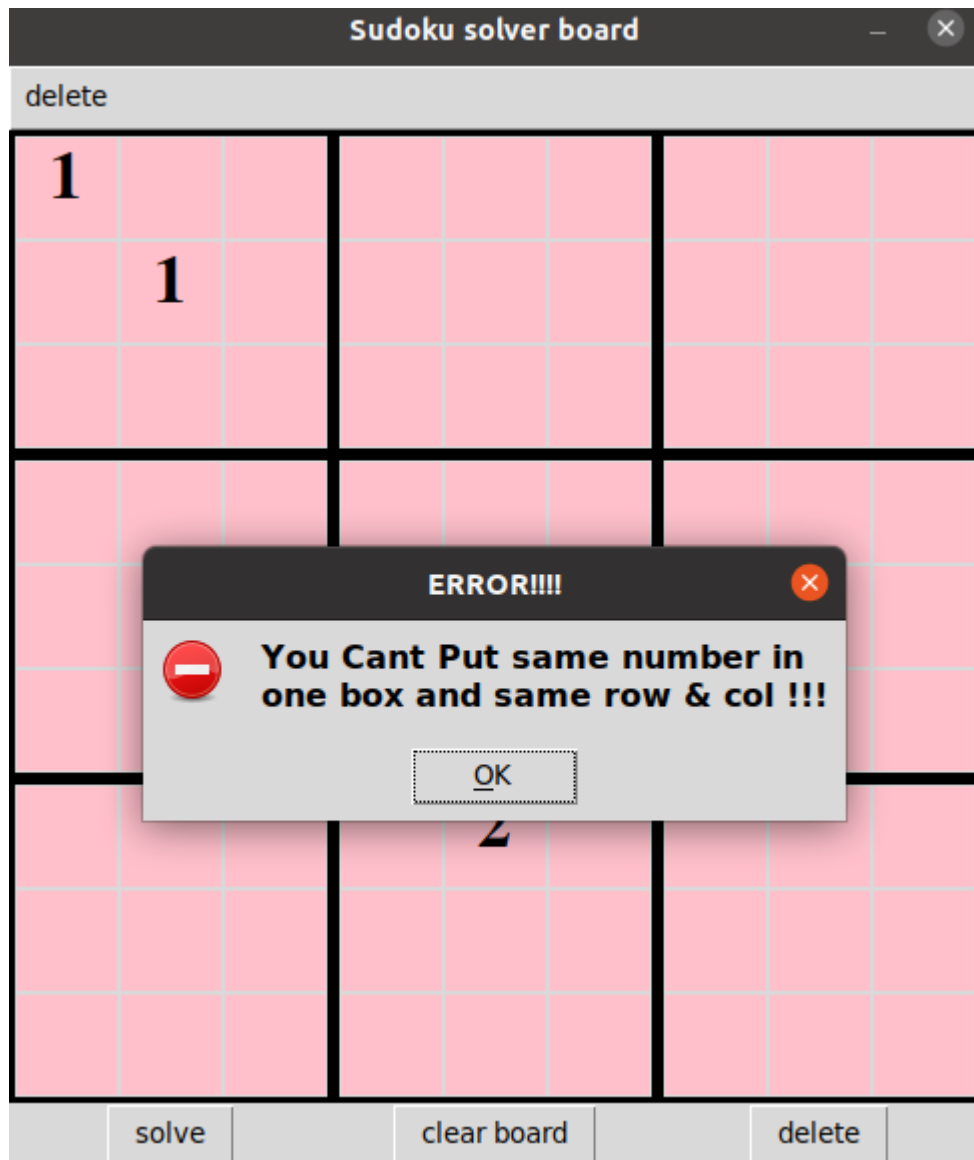 Sudoku solver board
delete
1
1
ERROR!!!!
You Cant Put same number in
one box and same row & col !!!
OK
2
solve clear board delete